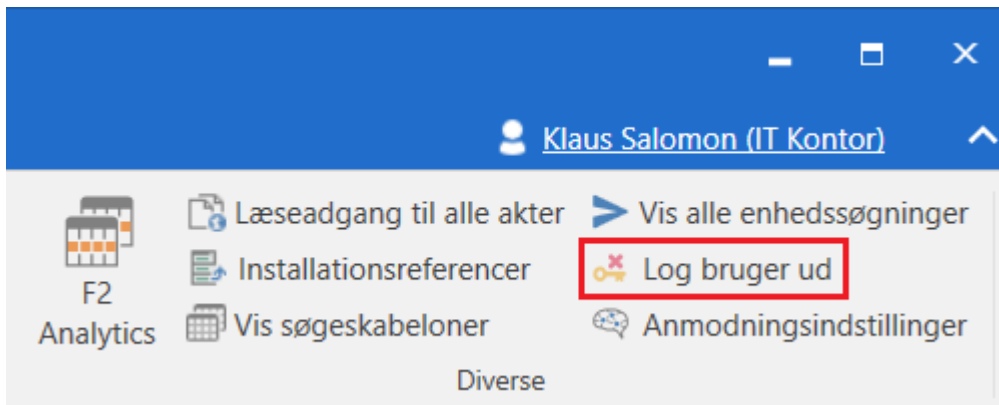 Klaus Salomon (IT Kontor)
F2
Analytics
Læseadgang til alle akter
Installationsreferencer
Vis søgeskabeloner
Vis alle enhedssøgninger
Log bruger ud
Anmodningsindstillinger
Diverse